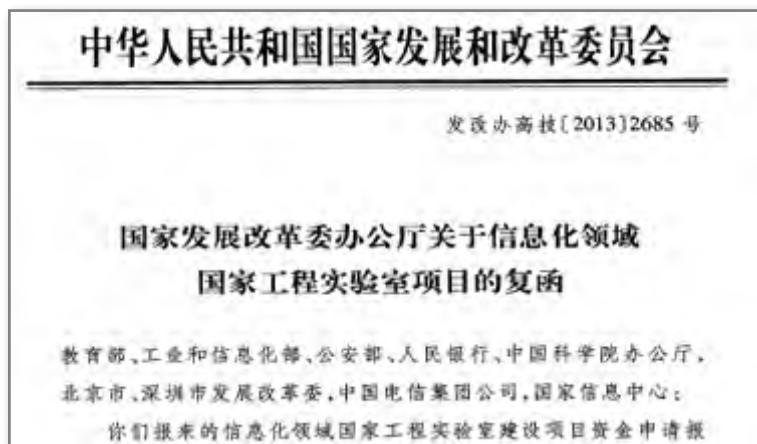 中华人民共和国国家发展和改革委员会
发改办高技〔2013〕2685 号
国家发展改革委办公厅关于信息化领域
国家工程实验室项目的复函
教育部、工业和信息化部、公安部、人民银行、中国科学院办公厅，
北京市、深圳市发展改革委，中国电信集团公司，国家信息中心：
你们报来的信息化领域国家工程实验室建设项目资金申请报